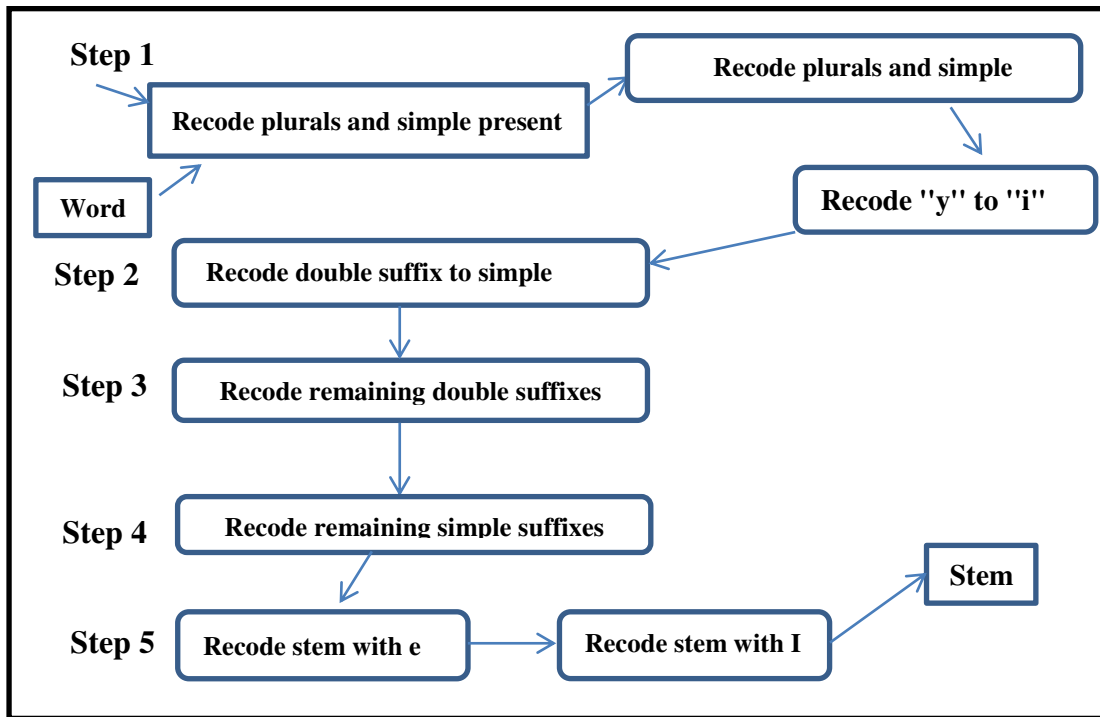 Step 1
Recode plurals and simple
Recode plurals and simple present
Word
Recode "y" to "i"
Step 2
Recode double suffix to simple
Step 3
Recode remaining double suffixes
Step 4
Recode remaining simple suffixes
Stem
Step 5
Recode stem with e
Recode stem with I